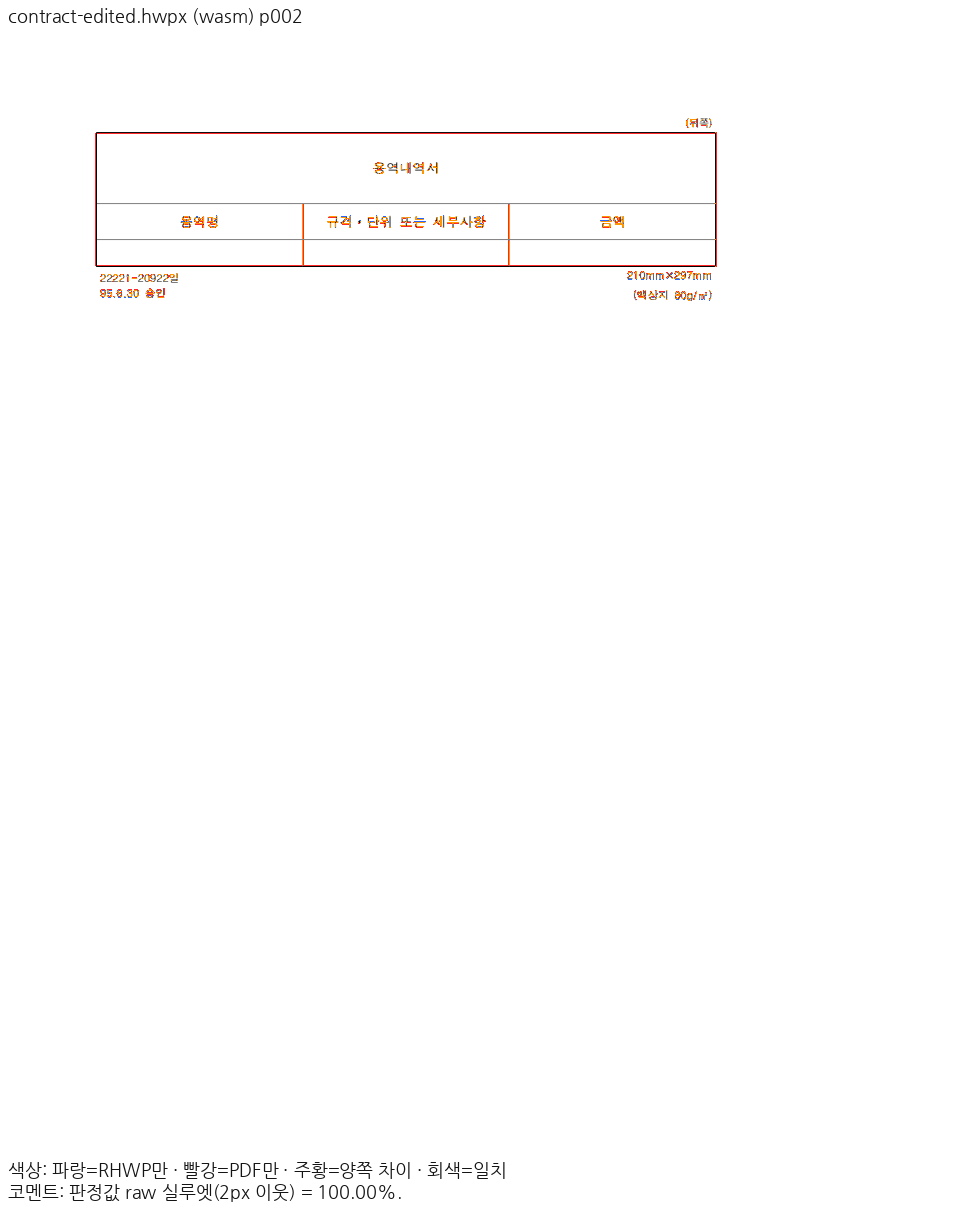 contract-edited.hwpx (wasm) p002
(뒤쪽)
용역내역서
품역명 규격·단위 또는 세부사항 금액
22221-20922일
95.8.30 승인
210mm×297mm
(백상지 80g/㎡)
색상: 파랑=RHWP만 · 빨강=PDF만 · 주황=양쪽 차이 · 회색=일치
코멘트: 판정값 raw 실루엣(2px 이웃) = 100.00%.